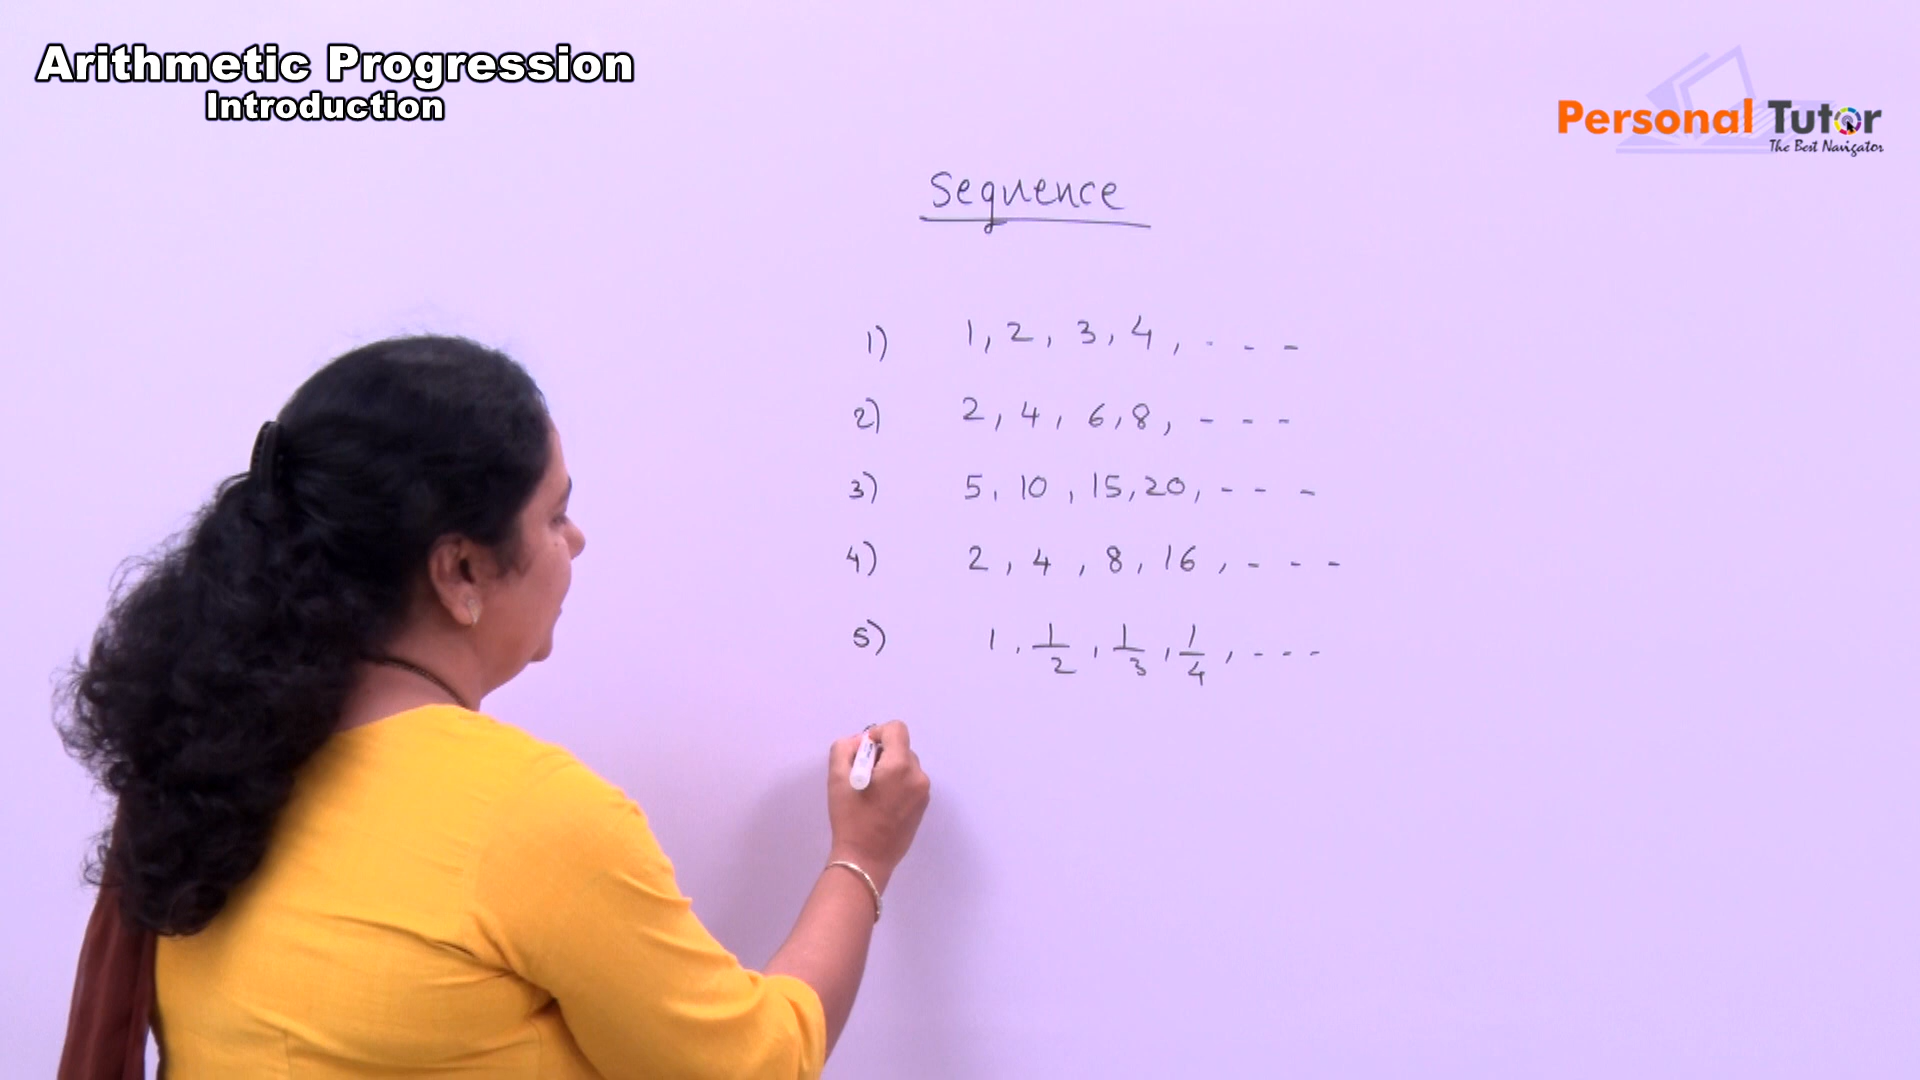 Arithmetic Progression
Introduction
Personal Tutor
The Best Navigator
Sequence
1) 1, 2, 3, 4, - - -
2) 2, 4, 6, 8, - - -
3) 5, 10, 15, 20, - - -
4) 2, 4, 8, 16, - - -
5) 1, 1/2, 1/3, 1/4, - - -